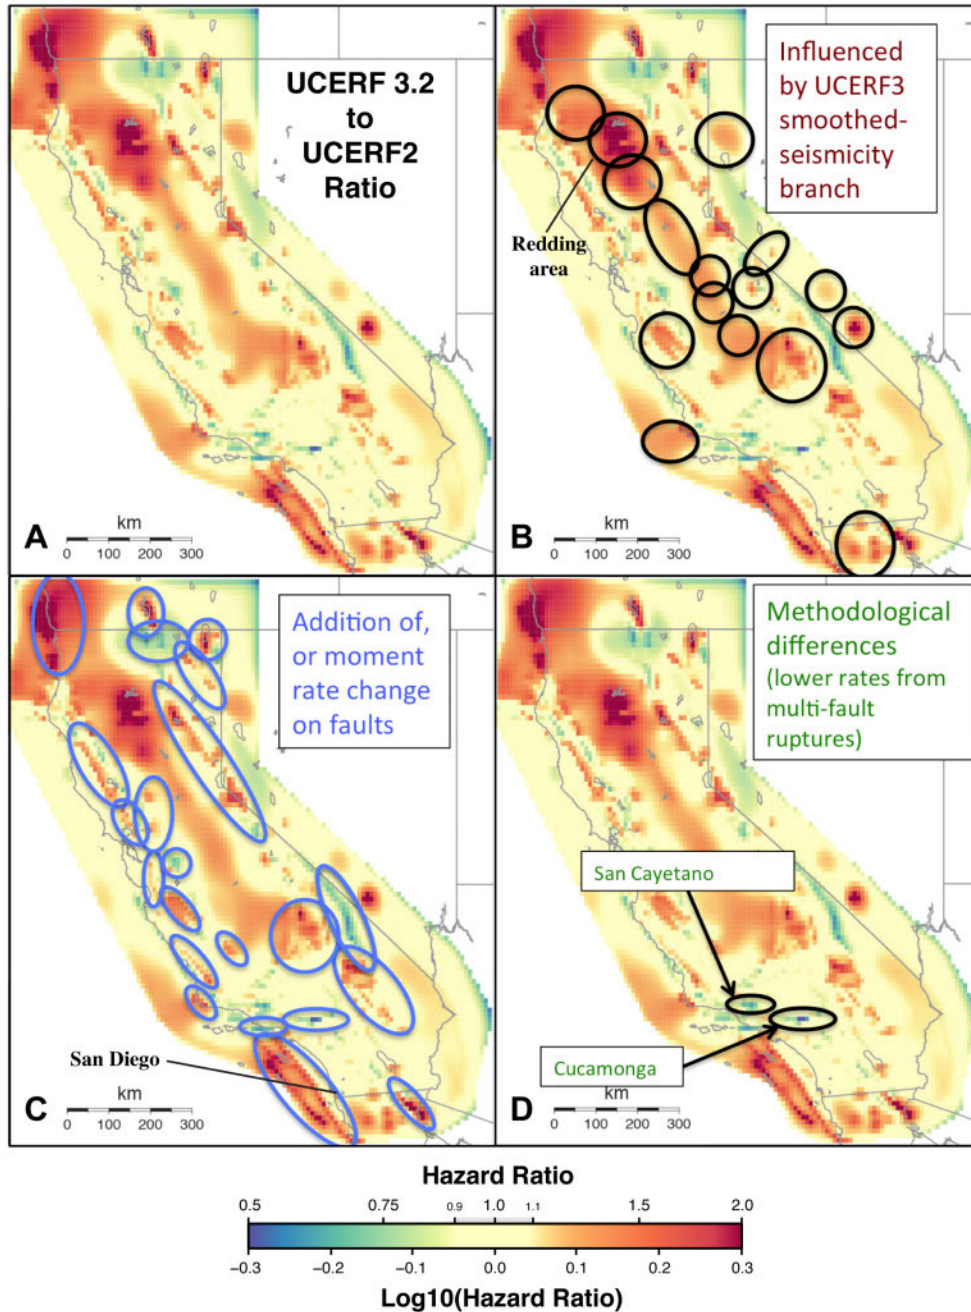 UCERF 3.2
to
UCERF2
Ratio
km
A
0 100 200 300
Influenced
by UCERF3
smoothed-
seismicity
branch
Redding
area
km
B
0 100 200 300
Addition of,
or moment
rate change
on faults
San Diego
km
C
0 100 200 300
Methodological
differences
(lower rates from
multi-fault
ruptures)
San Cayetano
Cucamonga
km
D
0 100 200 300
Hazard Ratio
0.5 0.75 0.9 1.0 1.1 1.5 2.0
−0.3 −0.2 −0.1 0.0 0.1 0.2 0.3
Log10(Hazard Ratio)